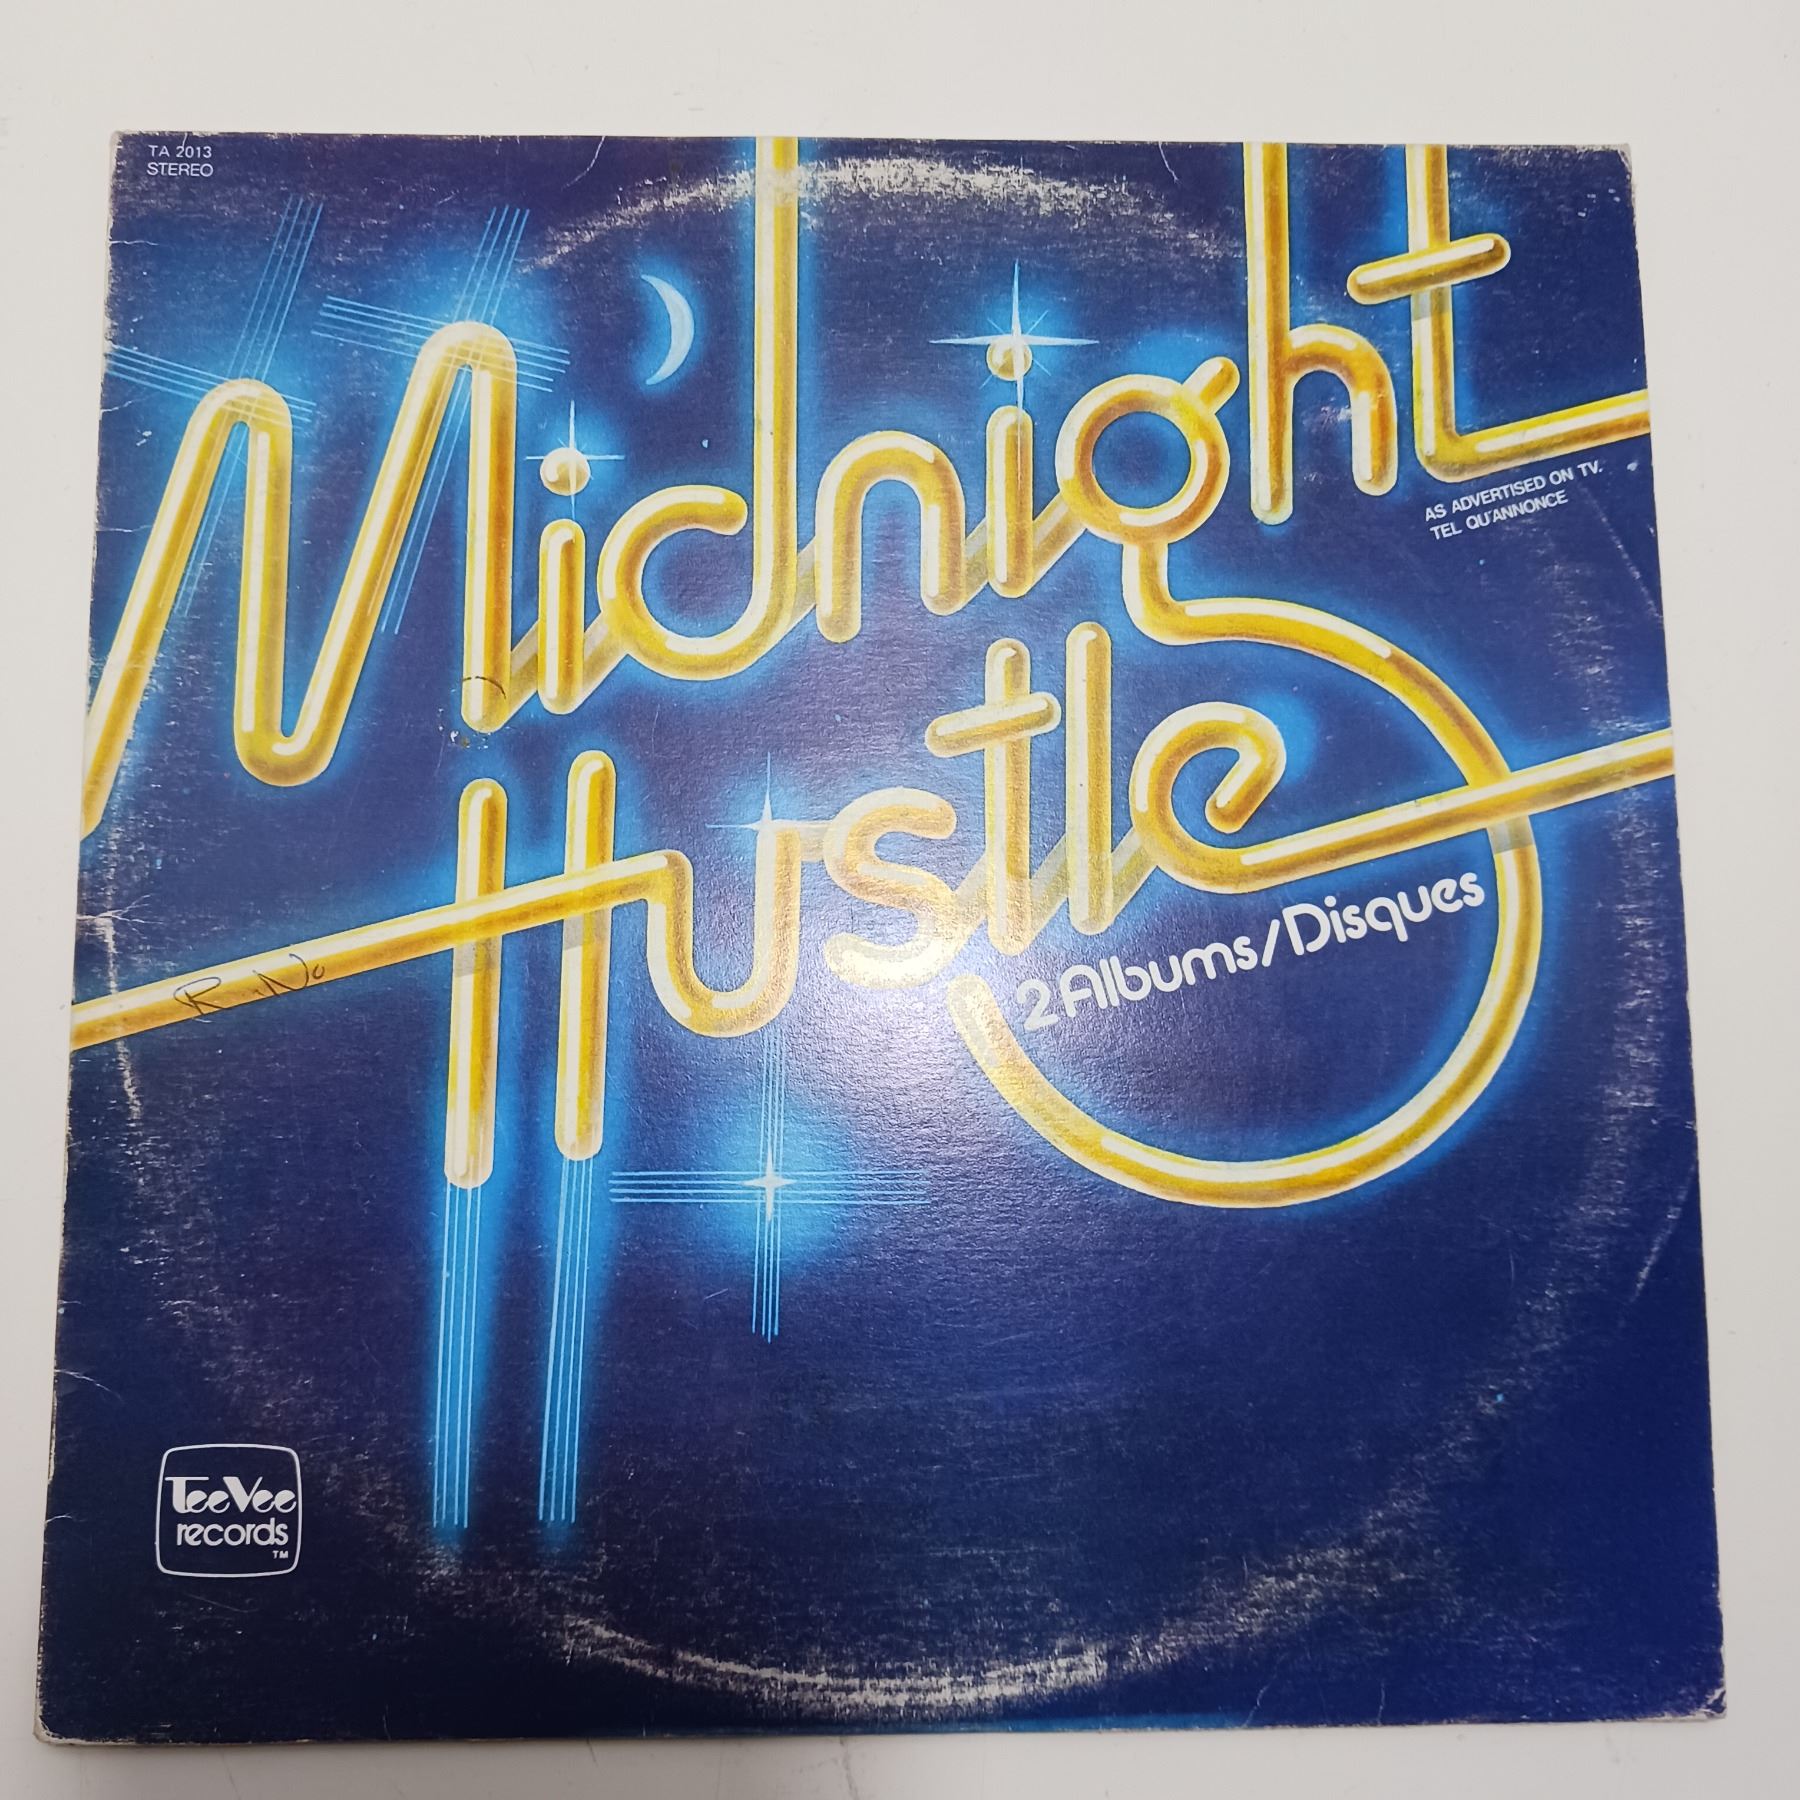 TA 2013
STEREO
Midnight
AS ADVERTISED ON TV.
TEL QU'ANNONCE
Hustle
2 Albums/Disques
TeeVee
records
TM